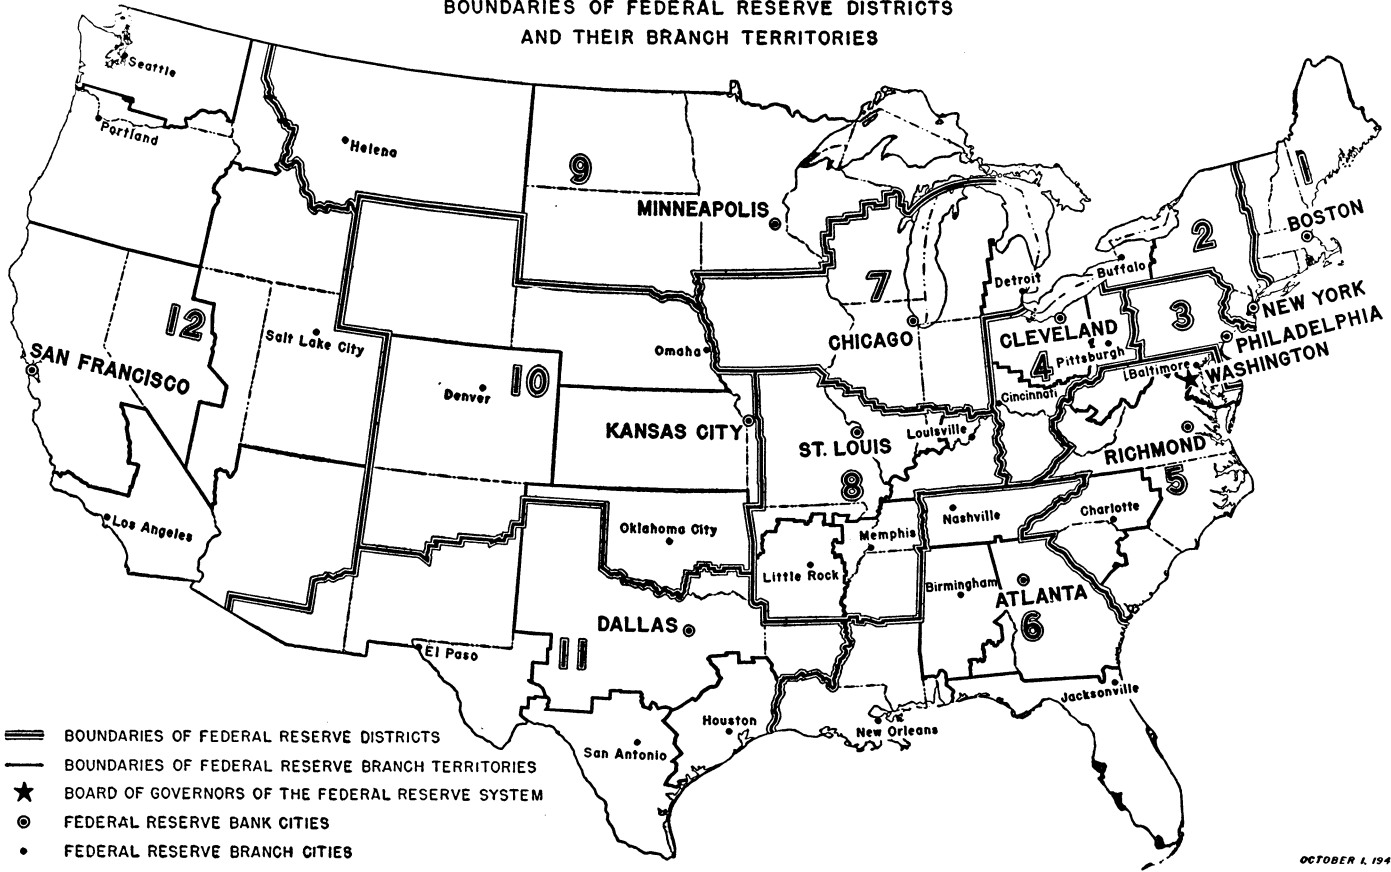 BOUNDARIES OF FEDERAL RESERVE DISTRICTS
AND THEIR BRANCH TERRITORIES
Seattle
Portland
Helena
9
MINNEAPOLIS
1
BOSTON
2
Buffalo
Detroit
7
CHICAGO
12
SAN FRANCISCO
Salt Lake City
Omaha
Denver
10
CLEVELAND
4
Pittsburgh
Cincinnati
3
NEW YORK
PHILADELPHIA
WASHINGTON
Baltimore
KANSAS CITY
ST. LOUIS
8
Louisville
RICHMOND
5
Los Angeles
Oklahoma City
Memphis
Nashville
Charlotte
Little Rock
Birmingham
ATLANTA
6
DALLAS
11
El Paso
Houston
San Antonio
New Orleans
Jacksonville
BOUNDARIES OF FEDERAL RESERVE DISTRICTS
BOUNDARIES OF FEDERAL RESERVE BRANCH TERRITORIES
BOARD OF GOVERNORS OF THE FEDERAL RESERVE SYSTEM
FEDERAL RESERVE BANK CITIES
FEDERAL RESERVE BRANCH CITIES
OCTOBER 1, 194